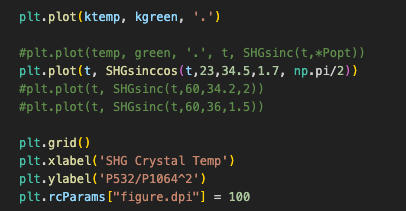 plt.plot(ktemp, kgreen, '.')
#plt.plot(temp, green, '.', t, SHGsinc(t,*Popt))
plt.plot(t, SHGsinccos(t,23,34.5,1.7, np.pi/2))
#plt.plot(t, SHGsinc(t,60,34.2,2))
#plt.plot(t, SHGsinc(t,60,36,1.5))
plt.grid()
plt.xlabel('SHG Crystal Temp')
plt.ylabel('P532/P1064^2')
plt.rcParams["figure.dpi"] = 100